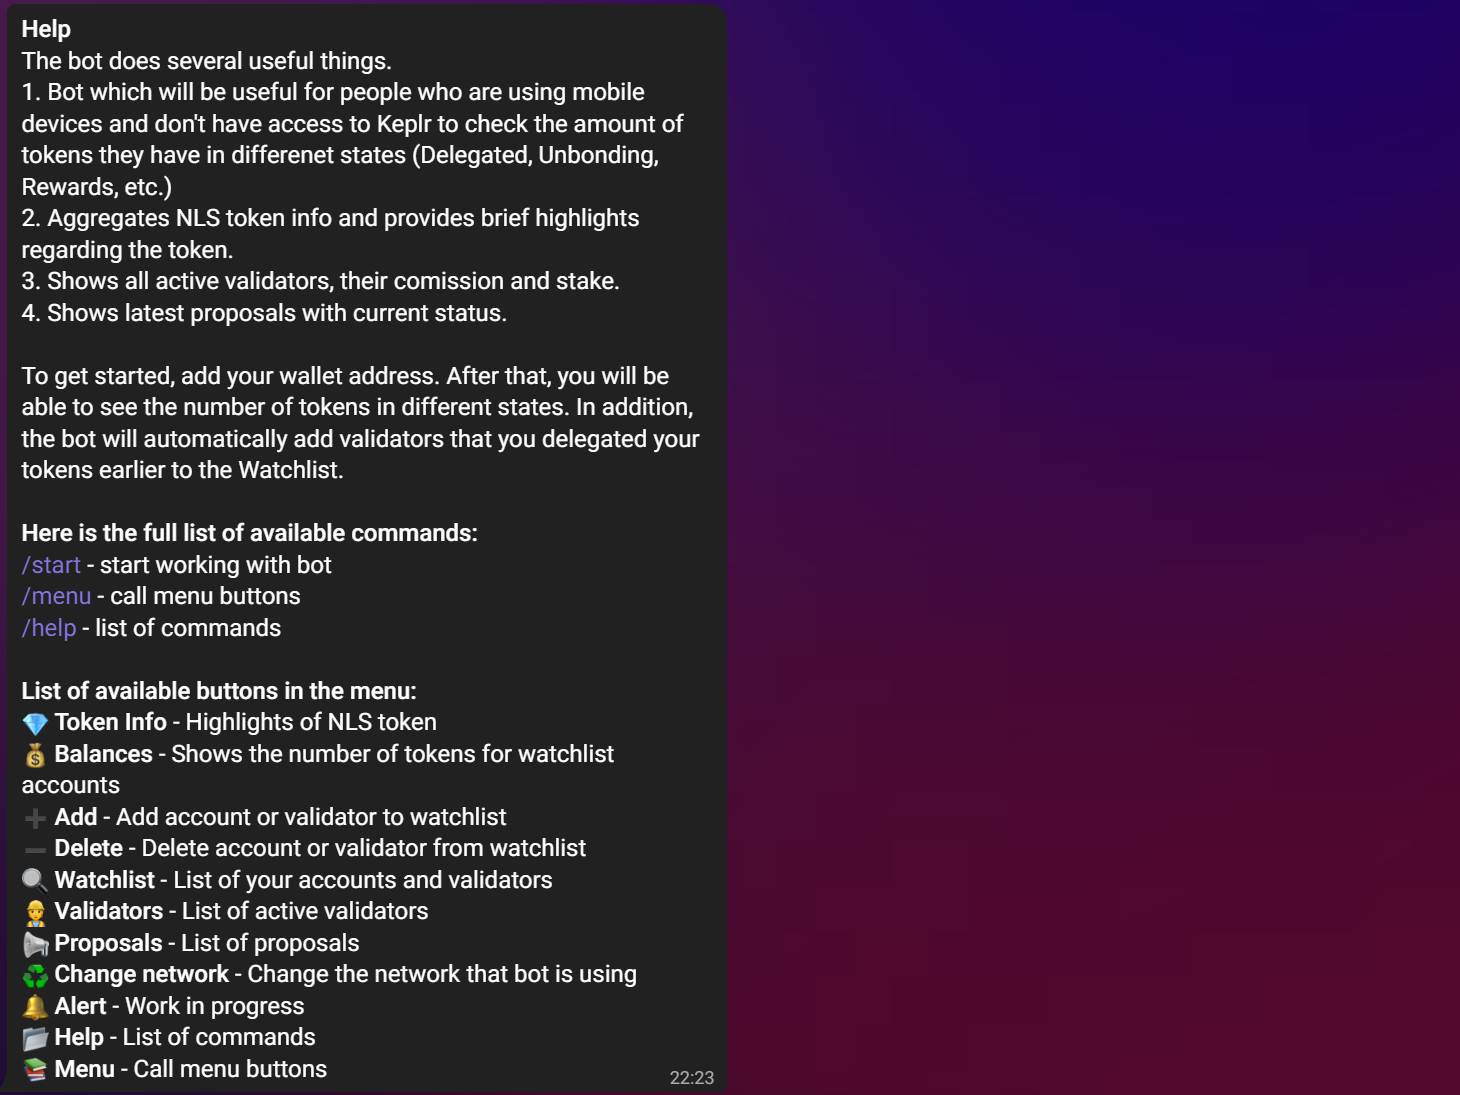 Help
The bot does several useful things.
1. Bot which will be useful for people who are using mobile
devices and don't have access to Keplr to check the amount of
tokens they have in differenet states (Delegated, Unbonding,
Rewards, etc.)
2. Aggregates NLS token info and provides brief highlights
regarding the token.
3. Shows all active validators, their comission and stake.
4. Shows latest proposals with current status.
To get started, add your wallet address. After that, you will be
able to see the number of tokens in different states. In addition,
the bot will automatically add validators that you delegated your
tokens earlier to the Watchlist.
Here is the full list of available commands:
/start - start working with bot
/menu - call menu buttons
/help - list of commands
List of available buttons in the menu:
💎 Token Info - Highlights of NLS token
💰 Balances - Shows the number of tokens for watchlist
accounts
➕ Add - Add account or validator to watchlist
➖ Delete - Delete account or validator from watchlist
🔍 Watchlist - List of your accounts and validators
👷 Validators - List of active validators
📢 Proposals - List of proposals
♻️ Change network - Change the network that bot is using
🔔 Alert - Work in progress
📂 Help - List of commands
📚 Menu - Call menu buttons
22:23